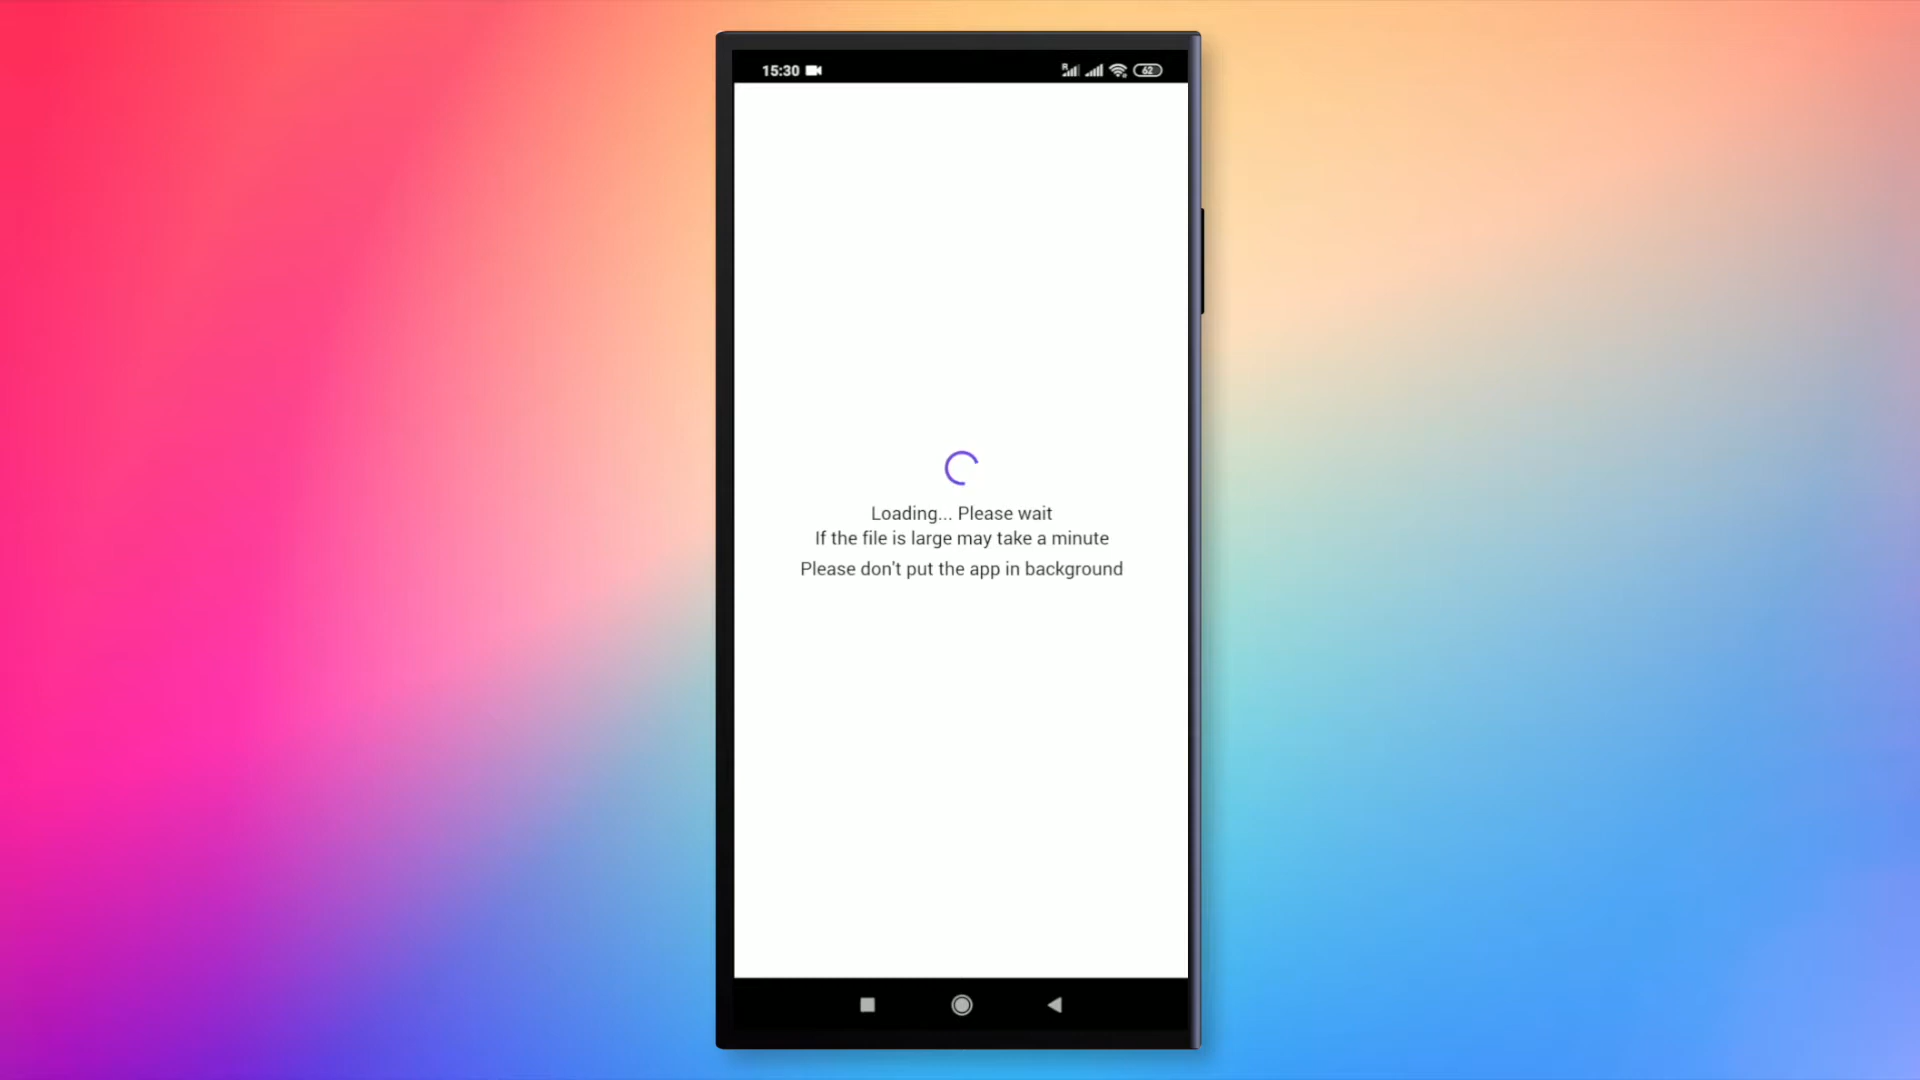 15:30
R
62
Loading... Please wait
If the file is large may take a minute
Please don't put the app in background